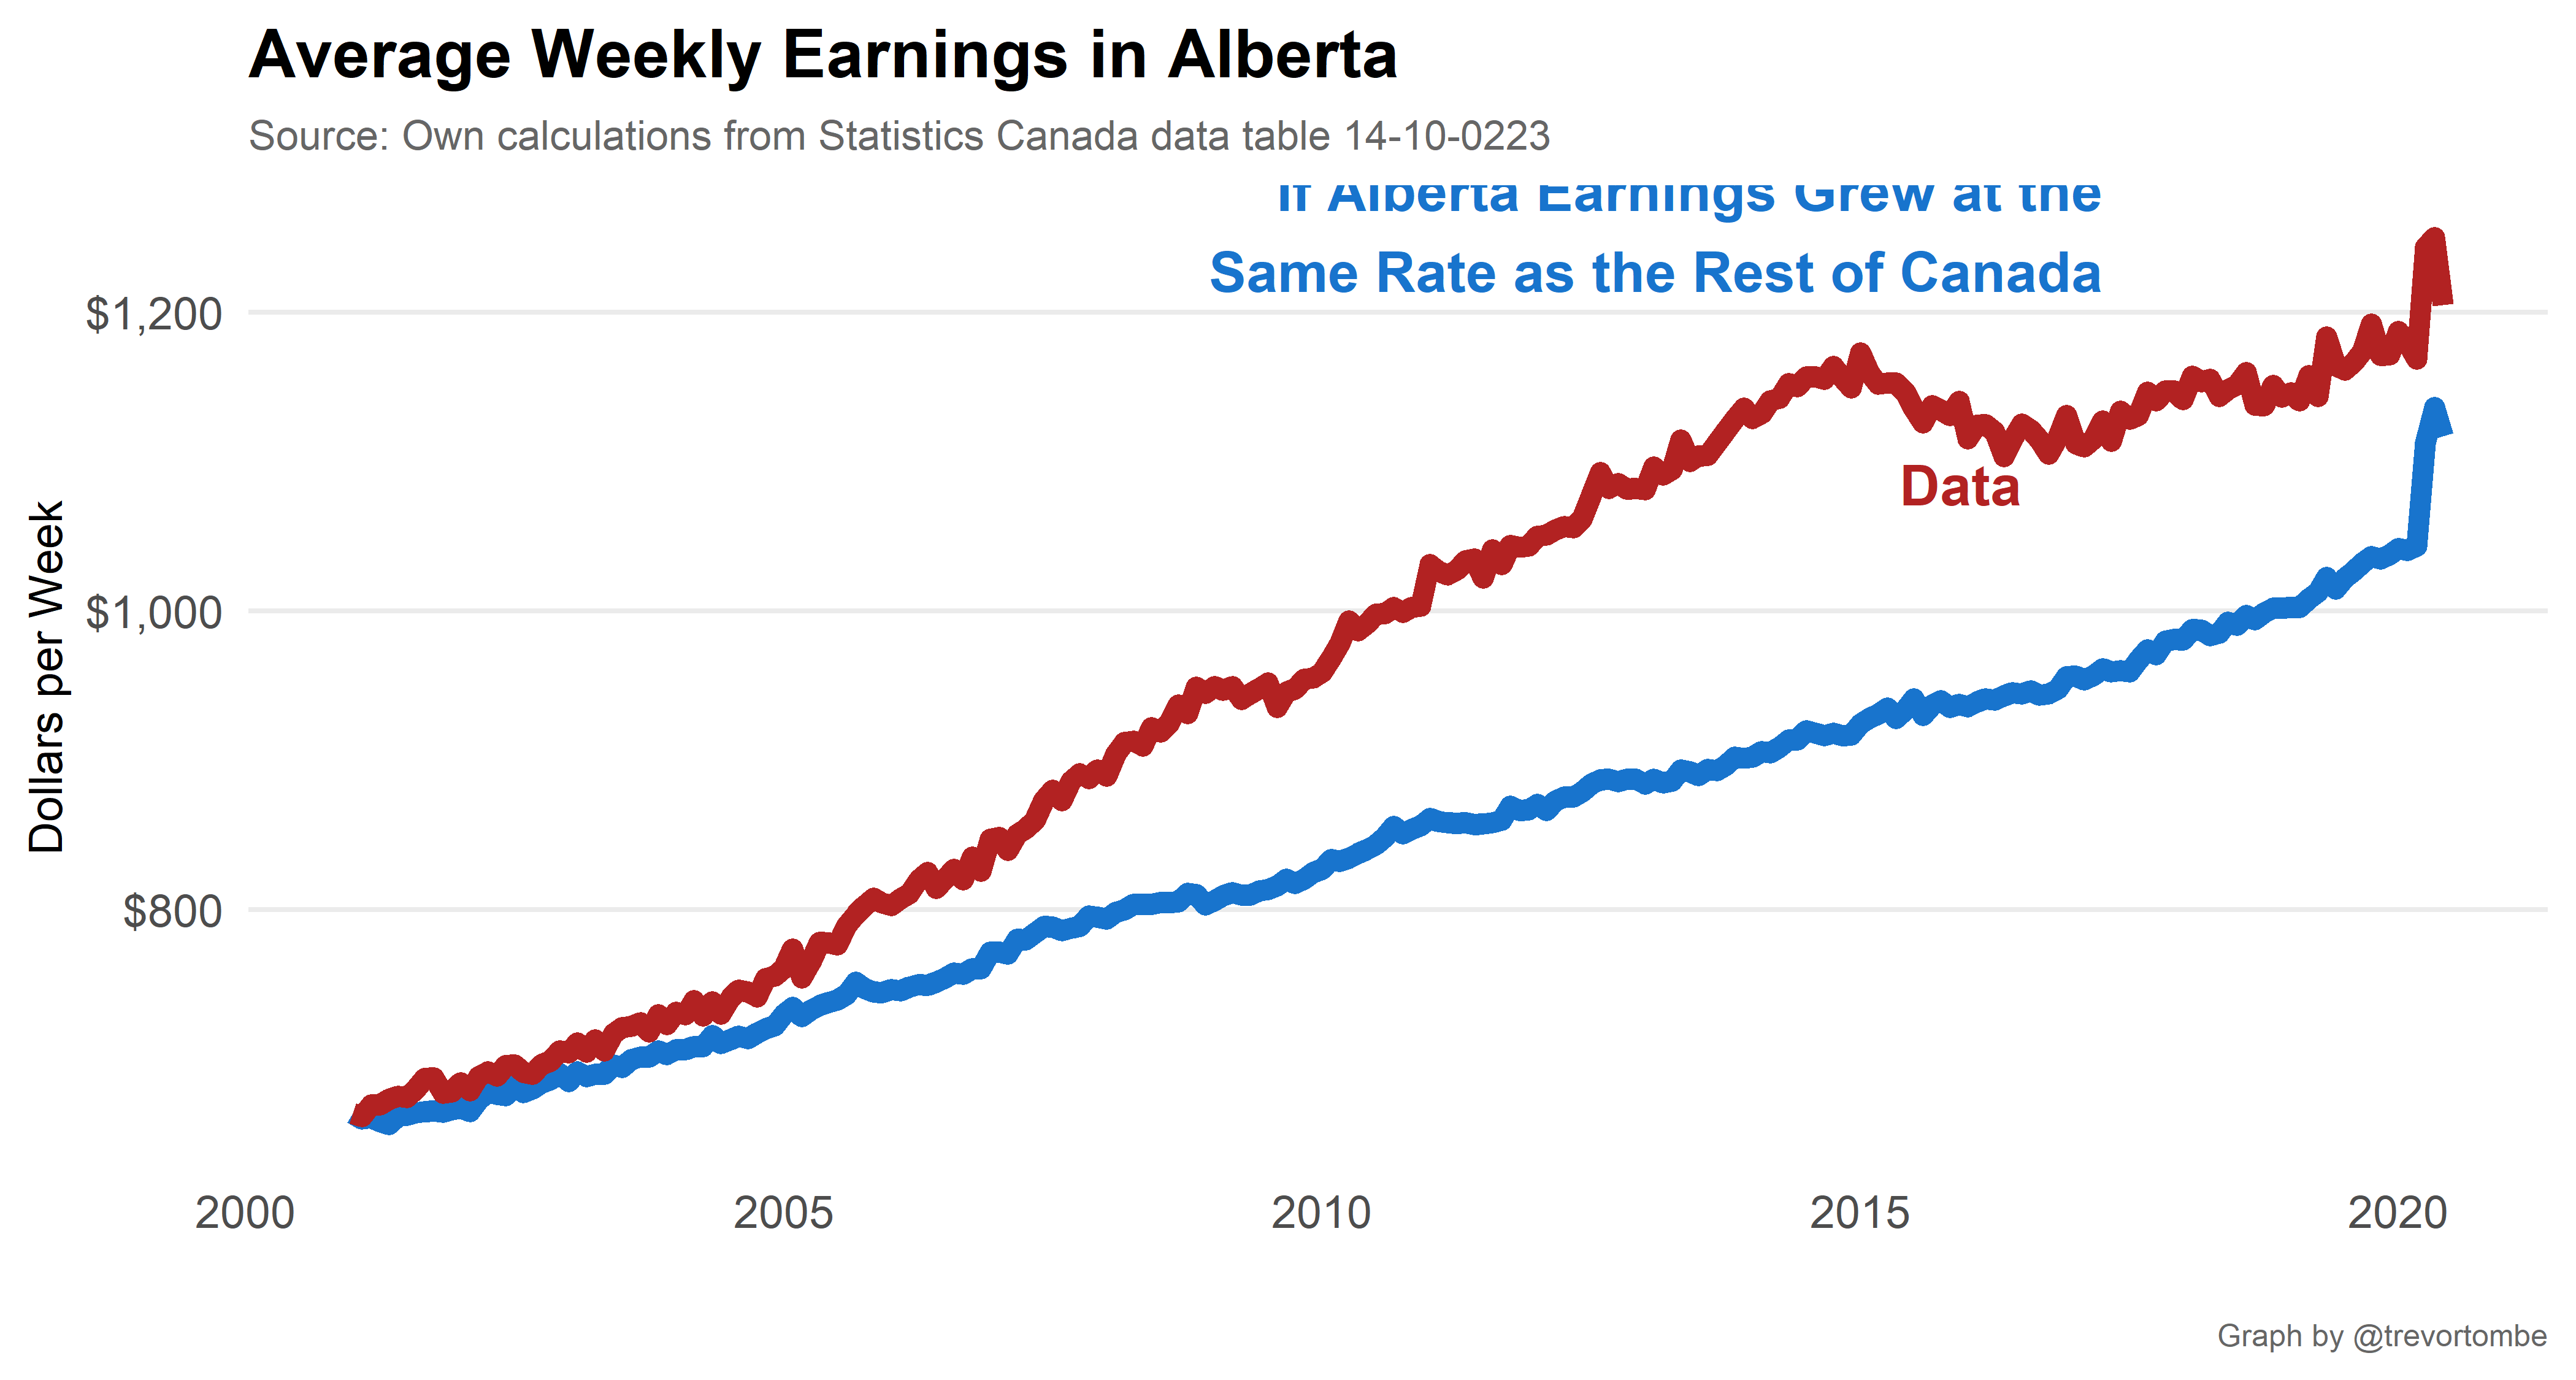 Average Weekly Earnings in Alberta
Source: Own calculations from Statistics Canada data table 14-10-0223
If Alberta Earnings Grew at the
Same Rate as the Rest of Canada
$1,200
Data
$1,000
$800
Dollars per Week
2000 2005 2010 2015 2020
Graph by @trevortombe